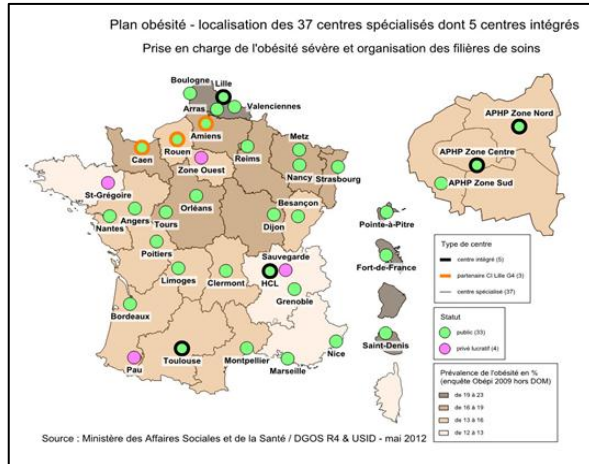 Plan obésité - localisation des 37 centres spécialisés dont 5 centres intégrés
Prise en charge de l'obésité sévère et organisation des filières de soins
Boulogne
Lille
Arras
Valenciennes
Amiens
Rouen
Caen
Zone Ouest
Reims
Metz
Nancy
Strasbourg
St-Grégoire
Orléans
Besançon
Angers
Nantes
Tours
Dijon
Poitiers
Sauvegarde
Limoges
Clermont
HCL
Grenoble
Bordeaux
Pau
Toulouse
Montpellier
Marseille
Nice
APHP Zone Nord
APHP Zone Centre
APHP Zone Sud
Pointe-à-Pitre
Fort-de-France
Saint-Denis
Type de centre
centre intégré (5)
partenaire CI Lille G4 (3)
centre spécialisé (37)
Statut
public (33)
privé lucratif (4)
Prévalence de l'obésité en %
(enquête Obépi 2009 hors DOM)
de 19 à 23
de 16 à 19
de 13 à 16
de 12 à 13
Source : Ministère des Affaires Sociales et de la Santé / DGOS R4 & USID - mai 2012